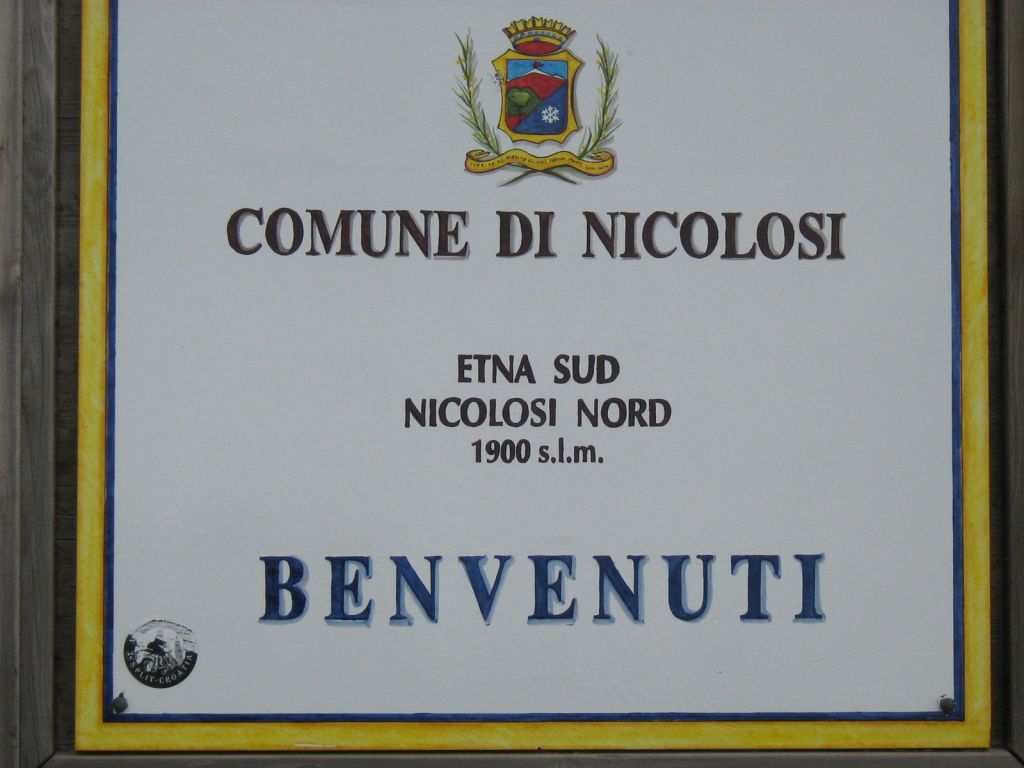 COMUNE DI NICOLOSI
ETNA SUD
NICOLOSI NORD
1900 s.l.m.
BENVENUTI
SPLIT-CROATIA